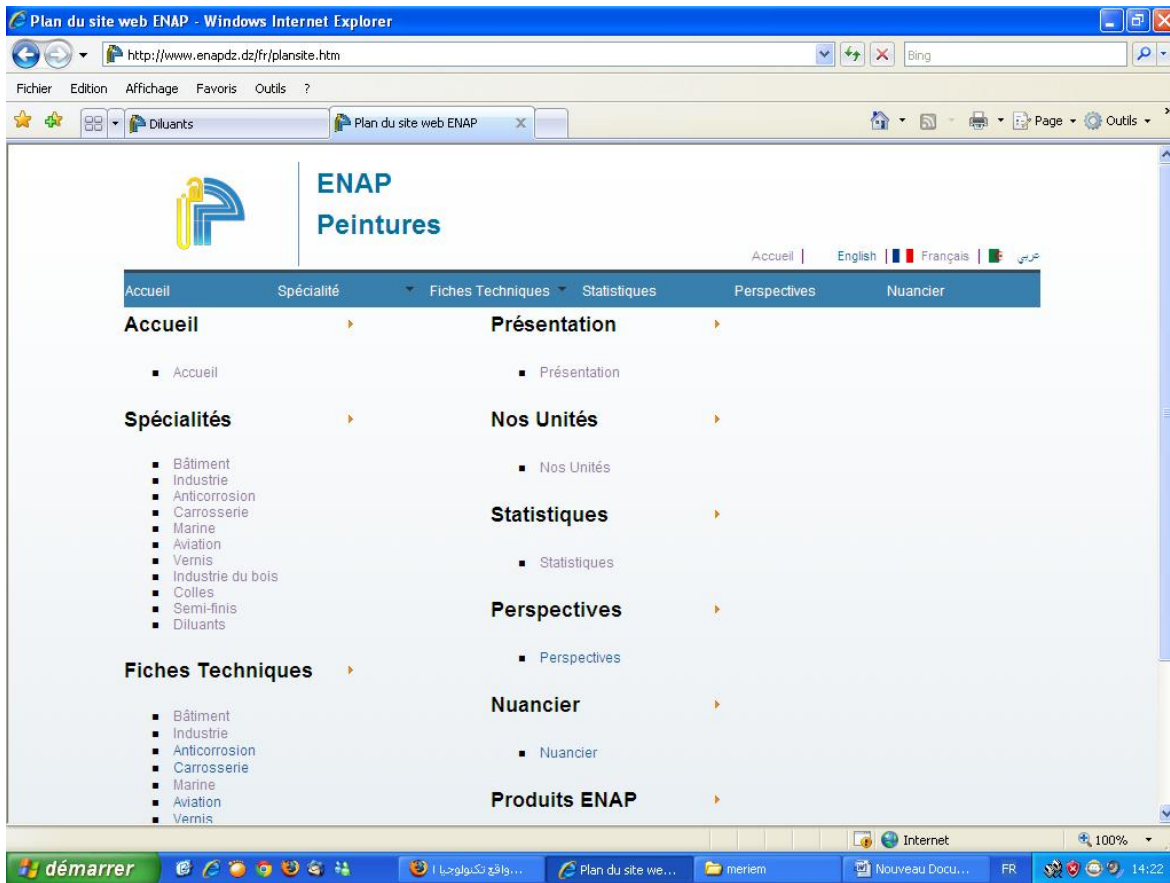 Plan du site web ENAP - Windows Internet Explorer
http://www.enapdz.dz/fr/plansite.htm
Bing
Fichier Edition Affichage Favoris Outils ?
Diluants
Plan du site web ENAP
Page
Outils
ENAP
Peintures
Accueil | English | Français | عربي
Accueil Spécialité Fiches Techniques Statistiques Perspectives Nuancier
Accueil
Accueil
Spécialités
Bâtiment
Industrie
Anticorrosion
Carrosserie
Marine
Aviation
Vernis
Industrie du bois
Colles
Semi-finis
Diluants
Fiches Techniques
Bâtiment
Industrie
Anticorrosion
Carrosserie
Marine
Aviation
Vernis
Présentation
Présentation
Nos Unités
Nos Unités
Statistiques
Statistiques
Perspectives
Perspectives
Nuancier
Nuancier
Produits ENAP
Internet
100%
démarrer
واقع تكنولوجيا ا...
Plan du site we...
meriem
Nouveau Docu...
FR
14:22